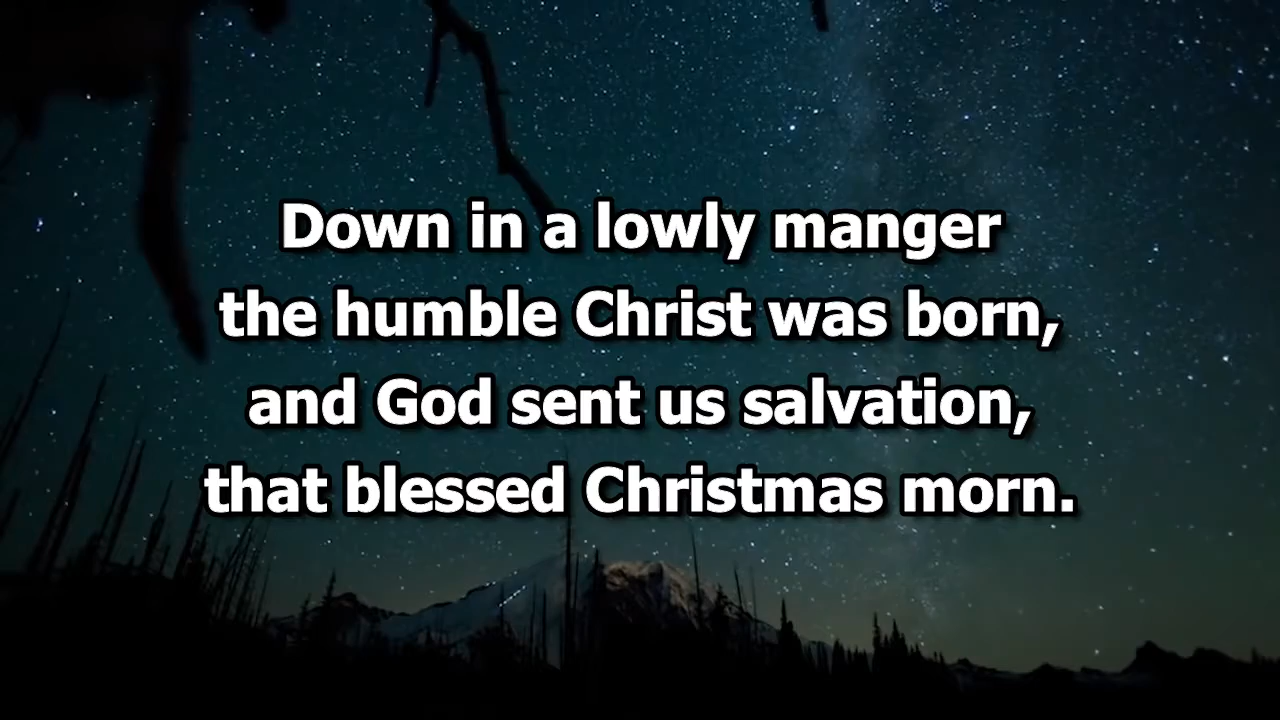 Down in a lowly manger
the humble Christ was born,
and God sent us salvation,
that blessed Christmas morn.